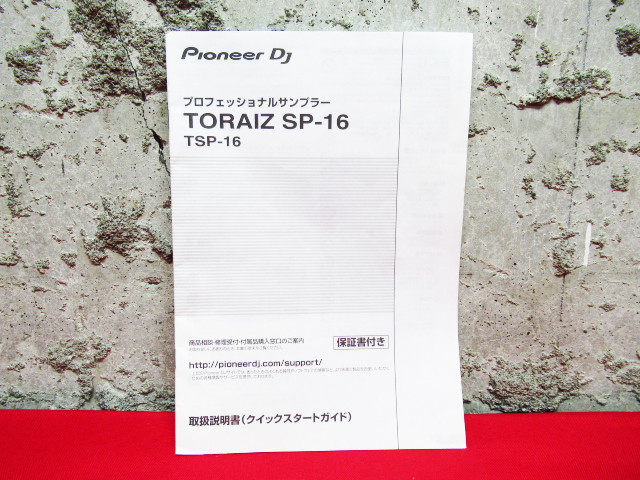 Pioneer Dj
プロフェッショナルサンプラー
TORAIZ SP-16
TSP-16
商品相談・修理受付・付属品購入窓口のご案内
保証書付き
http://pioneerdj.com/support/
取扱説明書（クイックスタートガイド）